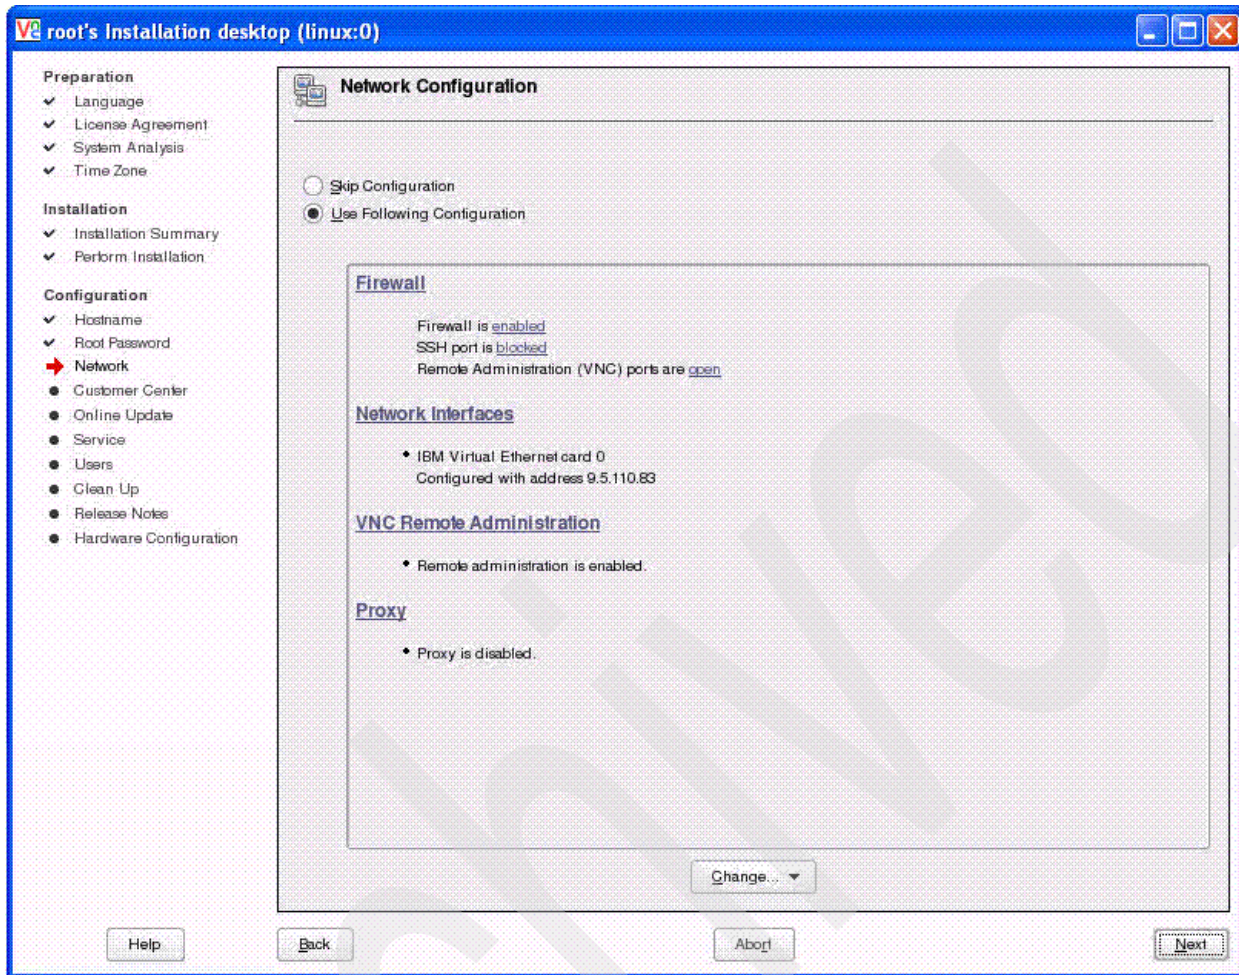 root's Installation desktop (linux:0)
Preparation
Language
License Agreement
System Analysis
Time Zone
Installation
Installation Summary
Perform Installation
Configuration
Hostname
Root Password
Network
Customer Center
Online Update
Service
Users
Clean Up
Release Notes
Hardware Configuration
Network Configuration
Skip Configuration
Use Following Configuration
Firewall
Firewall is enabled
SSH port is blocked
Remote Administration (VNC) ports are open
Network Interfaces
• IBM Virtual Ethernet card 0
Configured with address 9.5.110.83
VNC Remote Administration
• Remote administration is enabled.
Proxy
• Proxy is disabled.
Change...
Help
Back
Abort
Next